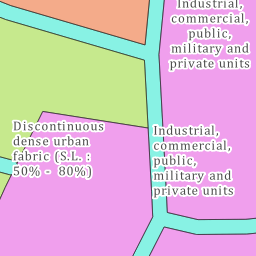 Industrial,
commercial,
public,
military and
private units
Discontinuous
dense urban
fabric (S.L. :
50% - 80%)
Industrial,
commercial,
public,
military and
private units